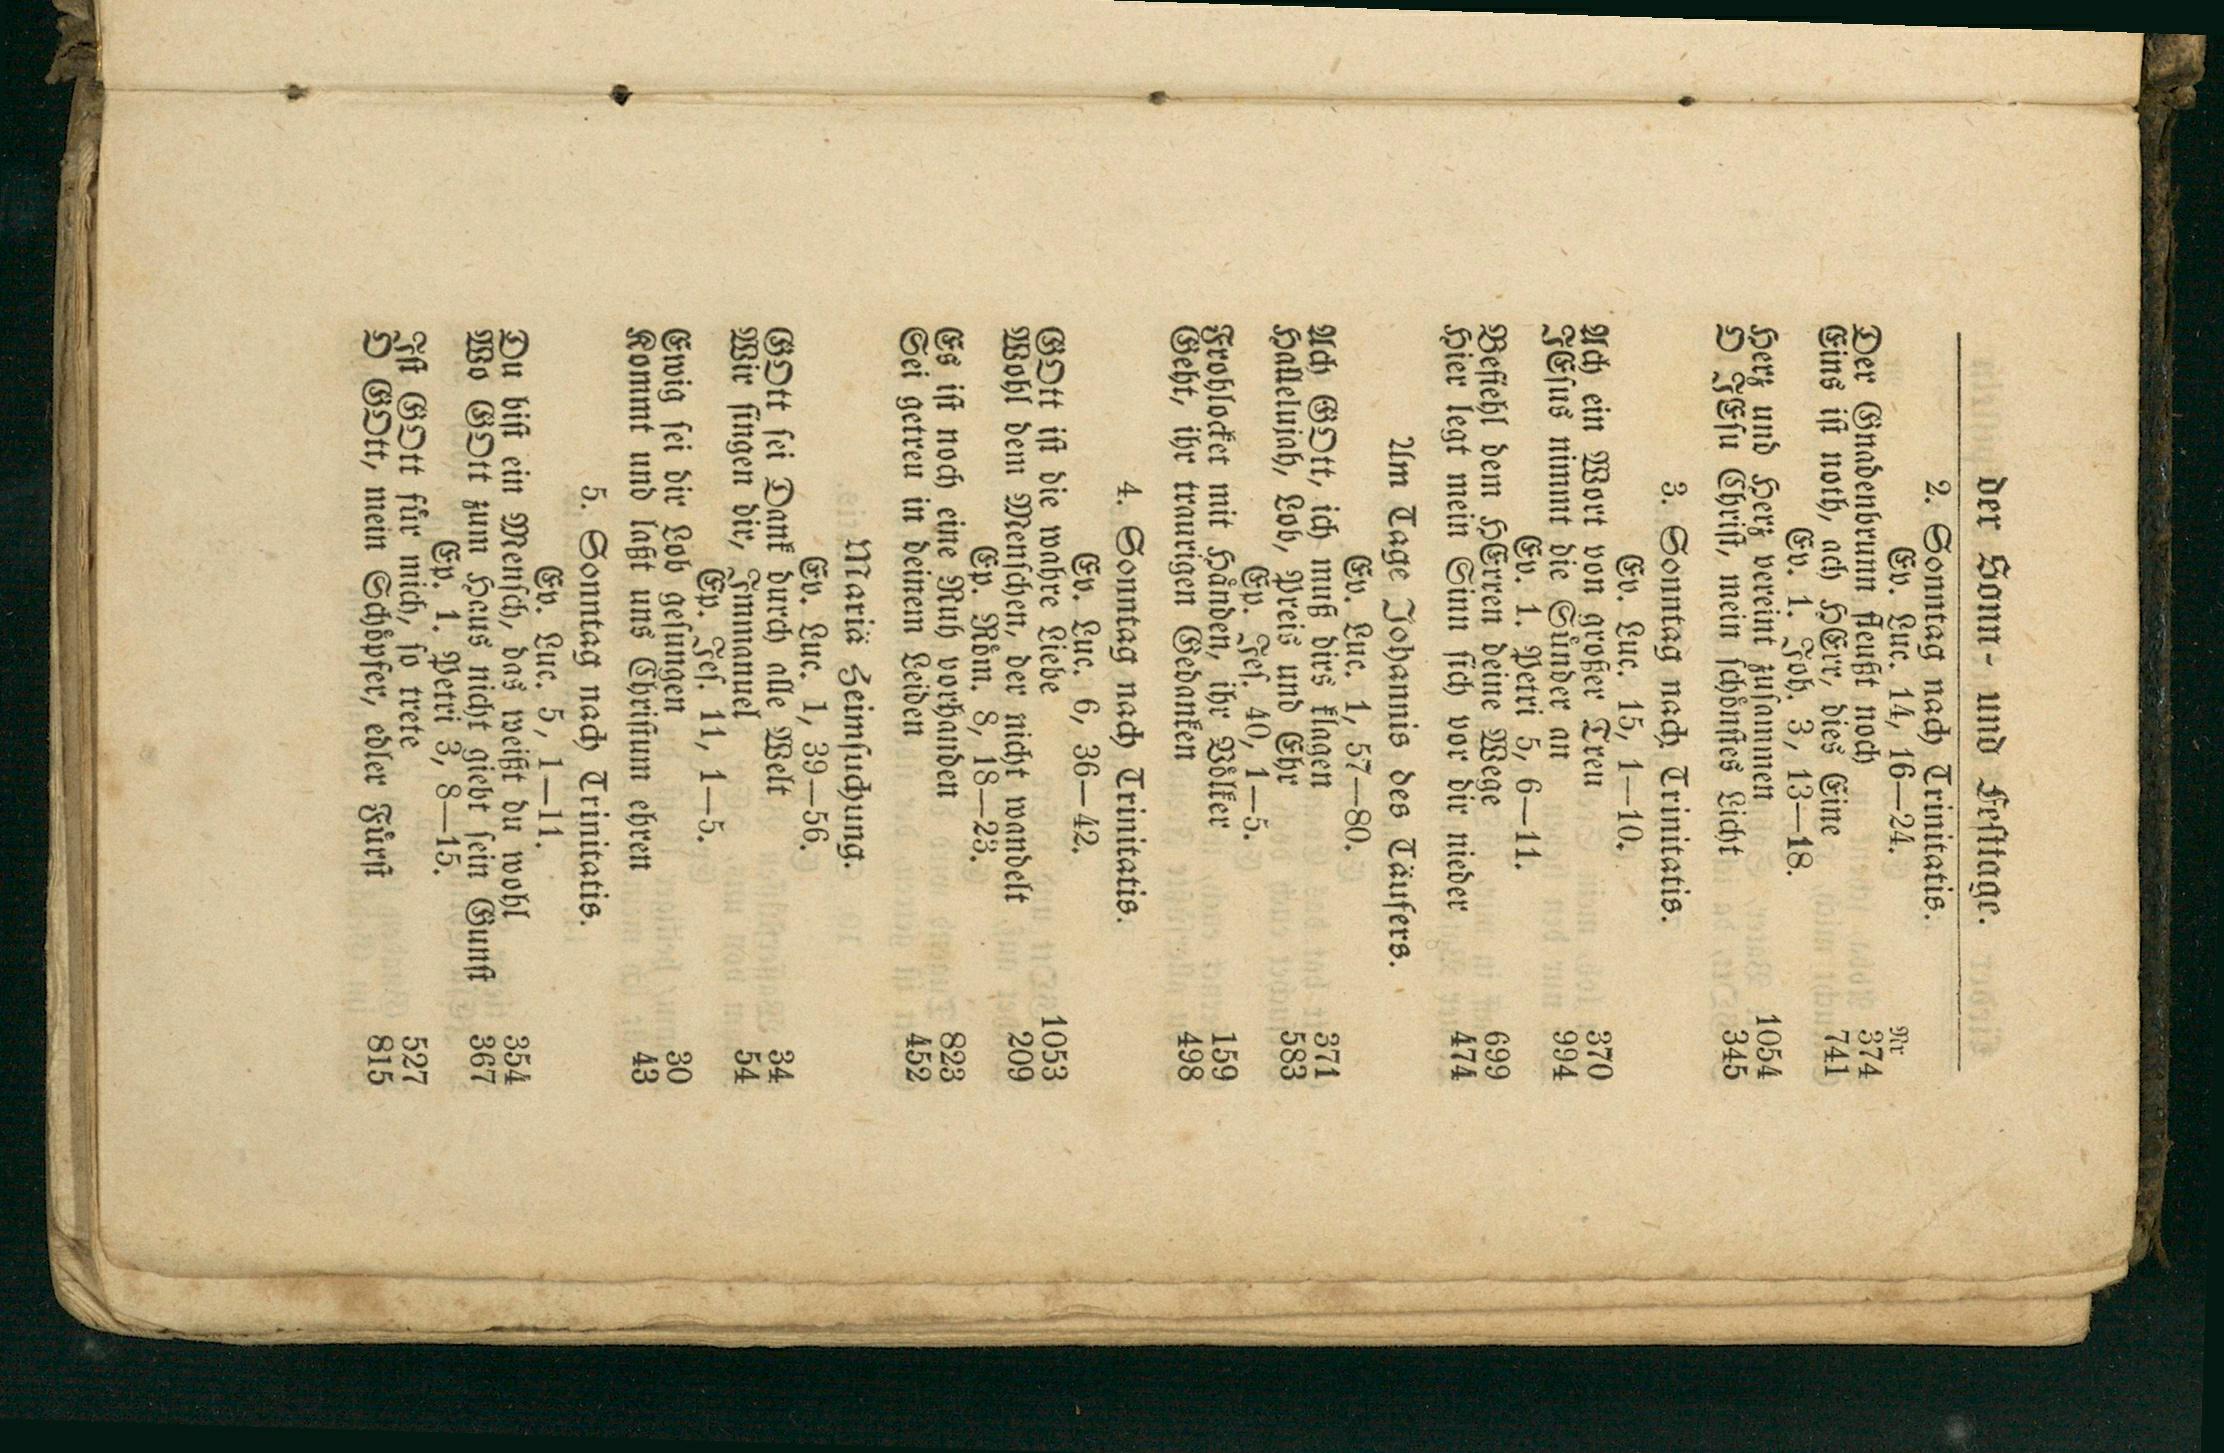 der Sonn- und Festtage.
2. Sonntag nach Trinitatis.
Ev. Luc. 14, 16—24. Nr
Der Gnadenbrunn fleußt noch 374
Eins ist noth, ach HErr, dies Eine 741
Ep. 1. Joh. 3, 13—18.
Herz und Herz vereint zusammen 1054
O JEsu Christ, mein schönstes Licht 345
3. Sonntag nach Trinitatis.
Ev. Luc. 15, 1—10.
Ach ein Wort von großer Treu 370
JEsus nimmt die Sünder an 994
Ep. 1. Petri 5, 6—11.
Befiehl dem HErren deine Wege 699
Hier legt mein Sinn sich vor dir nieder 474
Am Tage Johannis des Täufers.
Ev. Luc. 1, 57—80.
Ach GOtt, ich muß dirs klagen 371
Hallelujah, Lob, Preis und Ehr 583
Ep. Jes. 40, 1—5.
Frohlocket mit Händen, ihr Völker 159
Geht, ihr traurigen Gedanken 498
4. Sonntag nach Trinitatis.
Ev. Luc. 6, 36—42.
GOtt ist die wahre Liebe 1053
Wohl dem Menschen, der nicht wandelt 209
Ep. Röm. 8, 18—23.
Es ist noch eine Ruh vorhanden 823
Sei getreu in deinem Leiden 452
Mariä Heimsuchung.
Ev. Luc. 1, 39—56.
GOtt sei Dank durch alle Welt 34
Wir singen dir, Immanuel 54
Ep. Jes. 11, 1—5.
Ewig sei dir Lob gesungen 30
Kommt und laßt uns Christum ehren 43
5. Sonntag nach Trinitatis.
Ev. Luc. 5, 1—11.
Du bist ein Mensch, das weißt du wohl 354
Wo GOtt zum Haus nicht giebt sein Gunst 367
Ep. 1. Petri 3, 8—15.
Ist GOtt für mich, so trete 527
O GOtt, mein Schöpfer, edler Fürst 815